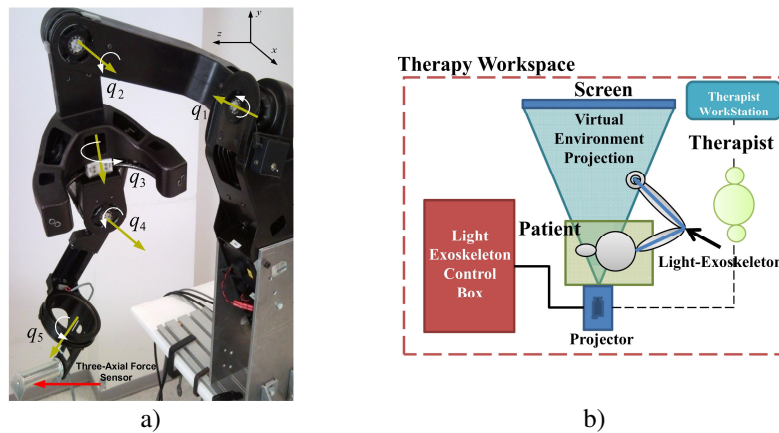 y
z
x
q1
q2
q3
q4
q5
Three-Axial Force
Sensor
a)
Therapy Workspace
Screen
Virtual
Environment
Projection
Therapist
WorkStation
Therapist
Patient
Light
Exoskeleton
Control
Box
Light-Exoskeleton
Projector
b)